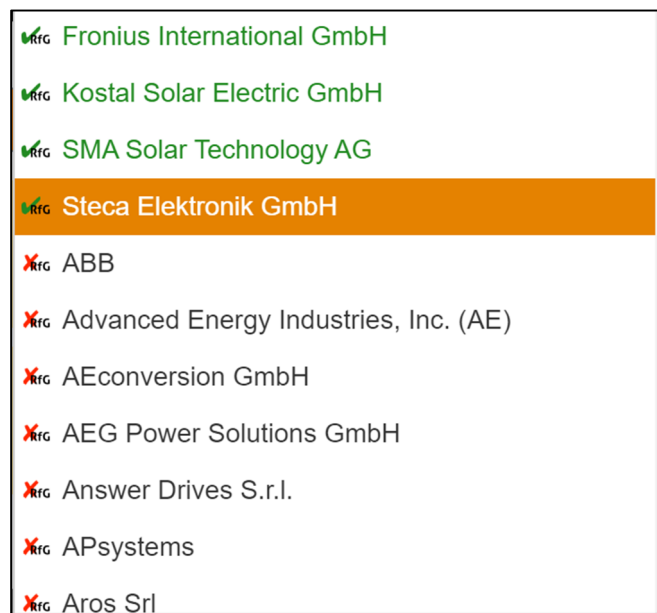 RfG Fronius International GmbH
RfG Kostal Solar Electric GmbH
RfG SMA Solar Technology AG
RfG Steca Elektronik GmbH
RfG ABB
RfG Advanced Energy Industries, Inc. (AE)
RfG AEconversion GmbH
RfG AEG Power Solutions GmbH
RfG Answer Drives S.r.l.
RfG APsystems
RfG Aros Srl